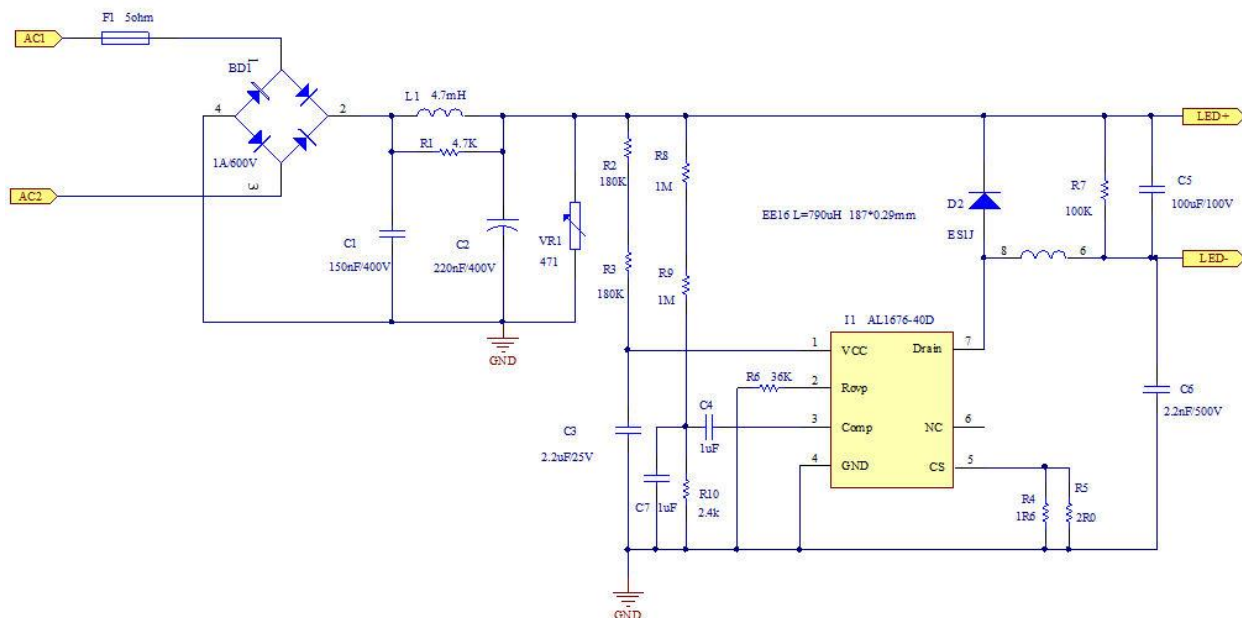 F1 5ohm
AC1
BD1
1
4
2
3
1A/600V
AC2
L1 4.7mH
R1 4.7K
C1
150nF/400V
C2
220nF/400V
VR1
471
GND
R2
180K
R3
180K
R8
1M
R9
1M
EE16 L=790uH 187*0.29mm
D2
ES1J
8
6
R7
100K
C5
100uF/100V
LED+
LED-
I1 AL1676-40D
1
VCC
Drain
7
R6 36K
2
Rovp
C4
1uF
3
Comp
NC
6
4
GND
CS
5
C3
2.2uF/25V
C7 1uF
R10
2.4k
R4
1R6
R5
2R0
C6
2.2nF/500V
GND